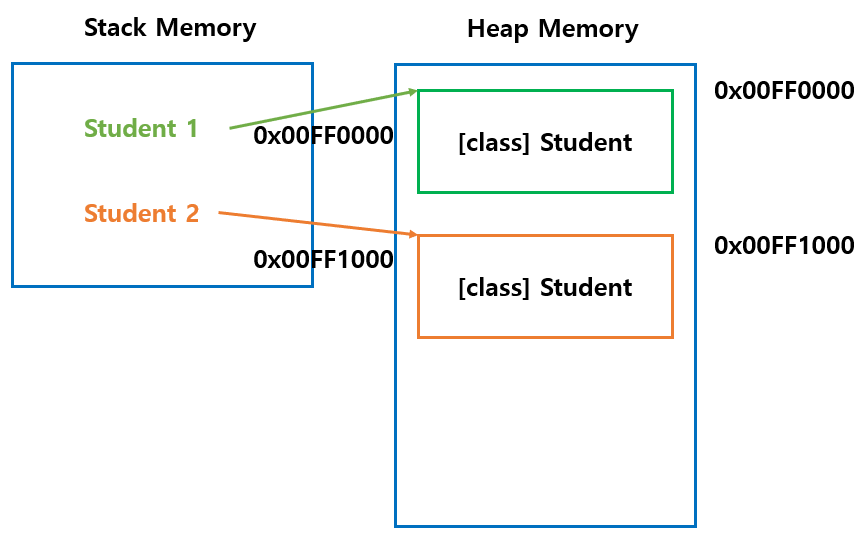 Stack Memory
Heap Memory
Student 1
0x00FF0000
[class] Student
0x00FF0000
Student 2
0x00FF1000
[class] Student
0x00FF1000